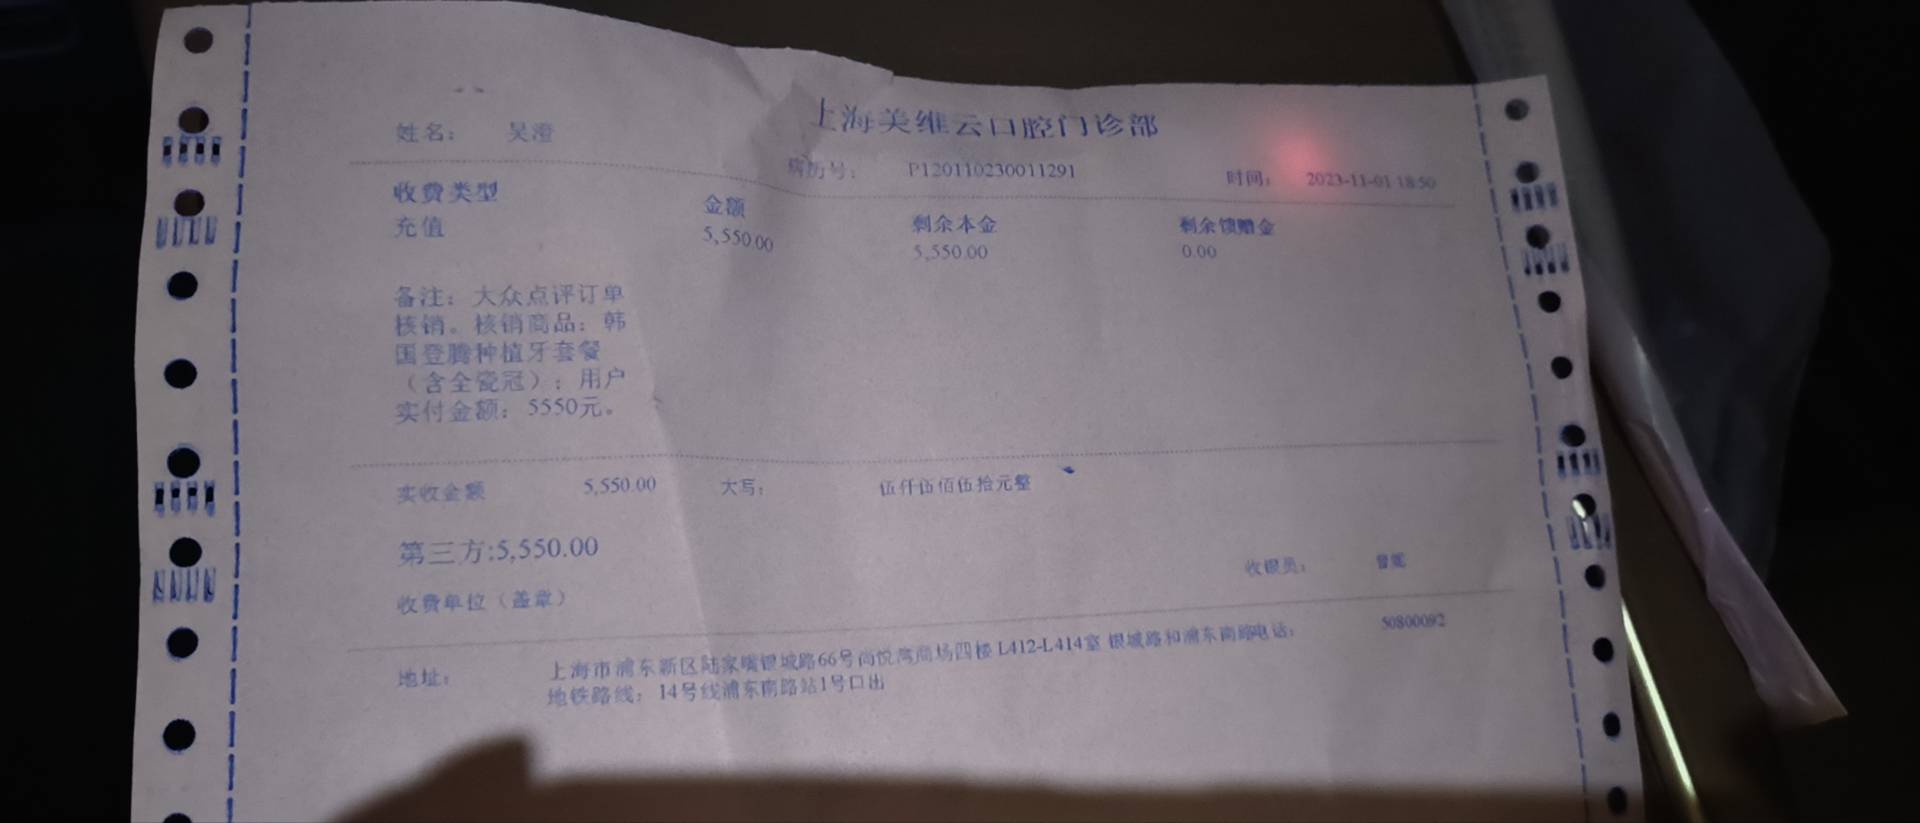 上海美维云口腔门诊部
姓名： 吴澄
病历号： P120110230011291 时间： 2023-11-01 18:50
收费类型 金额 剩余本金 剩余馈赠金
充值 5,550.00 5,550.00 0.00
备注：大众点评订单
核销。核销商品：韩
国登腾种植牙套餐
（含全瓷冠）；用户
实付金额：5550元。
实收金额 5,550.00 大写： 伍仟伍佰伍拾元整
第三方:5,550.00
收费单位（盖章） 收银员：
地址： 上海市浦东新区陆家嘴银城路66号尚悦湾商场四楼L412-L414室 银城路和浦东南路电话： 50800092
地铁路线：14号线浦东南路站1号口出